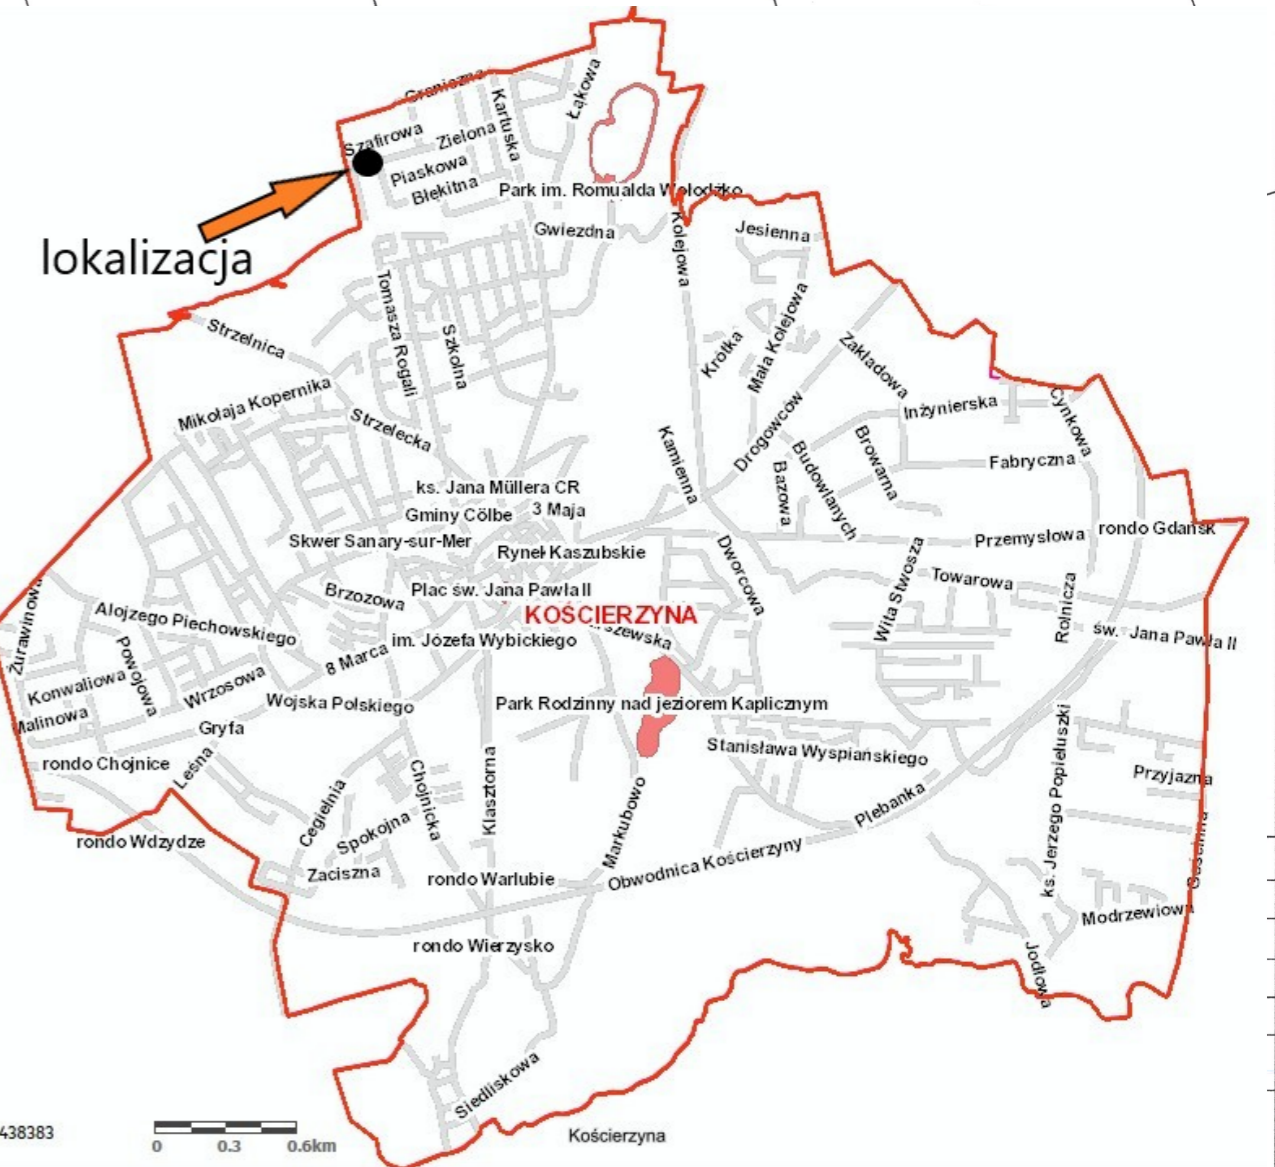 Łąkowa
Graniczna
Kartuska
Szafirowa
Zielona
Piaskowa
Błękitna
Park im. Romualda Wołodźko
lokalizacja
Gwiezdna
Kolejowa
Jesienna
Tomasza Rogali
Szkolna
Strzelnica
Mała Kolejowa
Krótka
Zakładowa
Mikołaja Kopernika
Strzelecka
Drogowców
Inżynierska
Cynkowa
Kamienna
Bazowa
Budowlanych
Browarna
Fabryczna
ks. Jana Müllera CR
Gminy Cölbe
3 Maja
Skwer Sanary-sur-Mer
Rynek Kaszubskie
Przemysłowa
rondo Gdańsk
Dworcowa
Wita Stwosza
Towarowa
Rolnicza
Brzozowa
Plac św. Jana Pawła II
KOŚCIERZYNA
Żurawinowa
Alojzego Piechowskiego
im. Józefa Wybickiego
św. Jana Pawła II
8 Marca
Powojowa
Konwaliowa
Wrzosowa
Malinowa
Wojska Polskiego
Park Rodzinny nad jeziorem Kaplicznym
Gryfa
Leśna
rondo Chojnice
Stanisława Wyspiańskiego
ks. Jerzego Popiełuszki
Przyjazna
Cegielnia
Chojnicka
Klasztorna
Markubowo
Plebanka
Spokojna
rondo Wdzydze
Zaciszna
rondo Warlubie
Obwodnica Kościerzyny
Gościnna
Modrzewiowa
rondo Wierzysko
Jodłowa
Siedliskowa
438383
0 0.3 0.6km
Kościerzyna